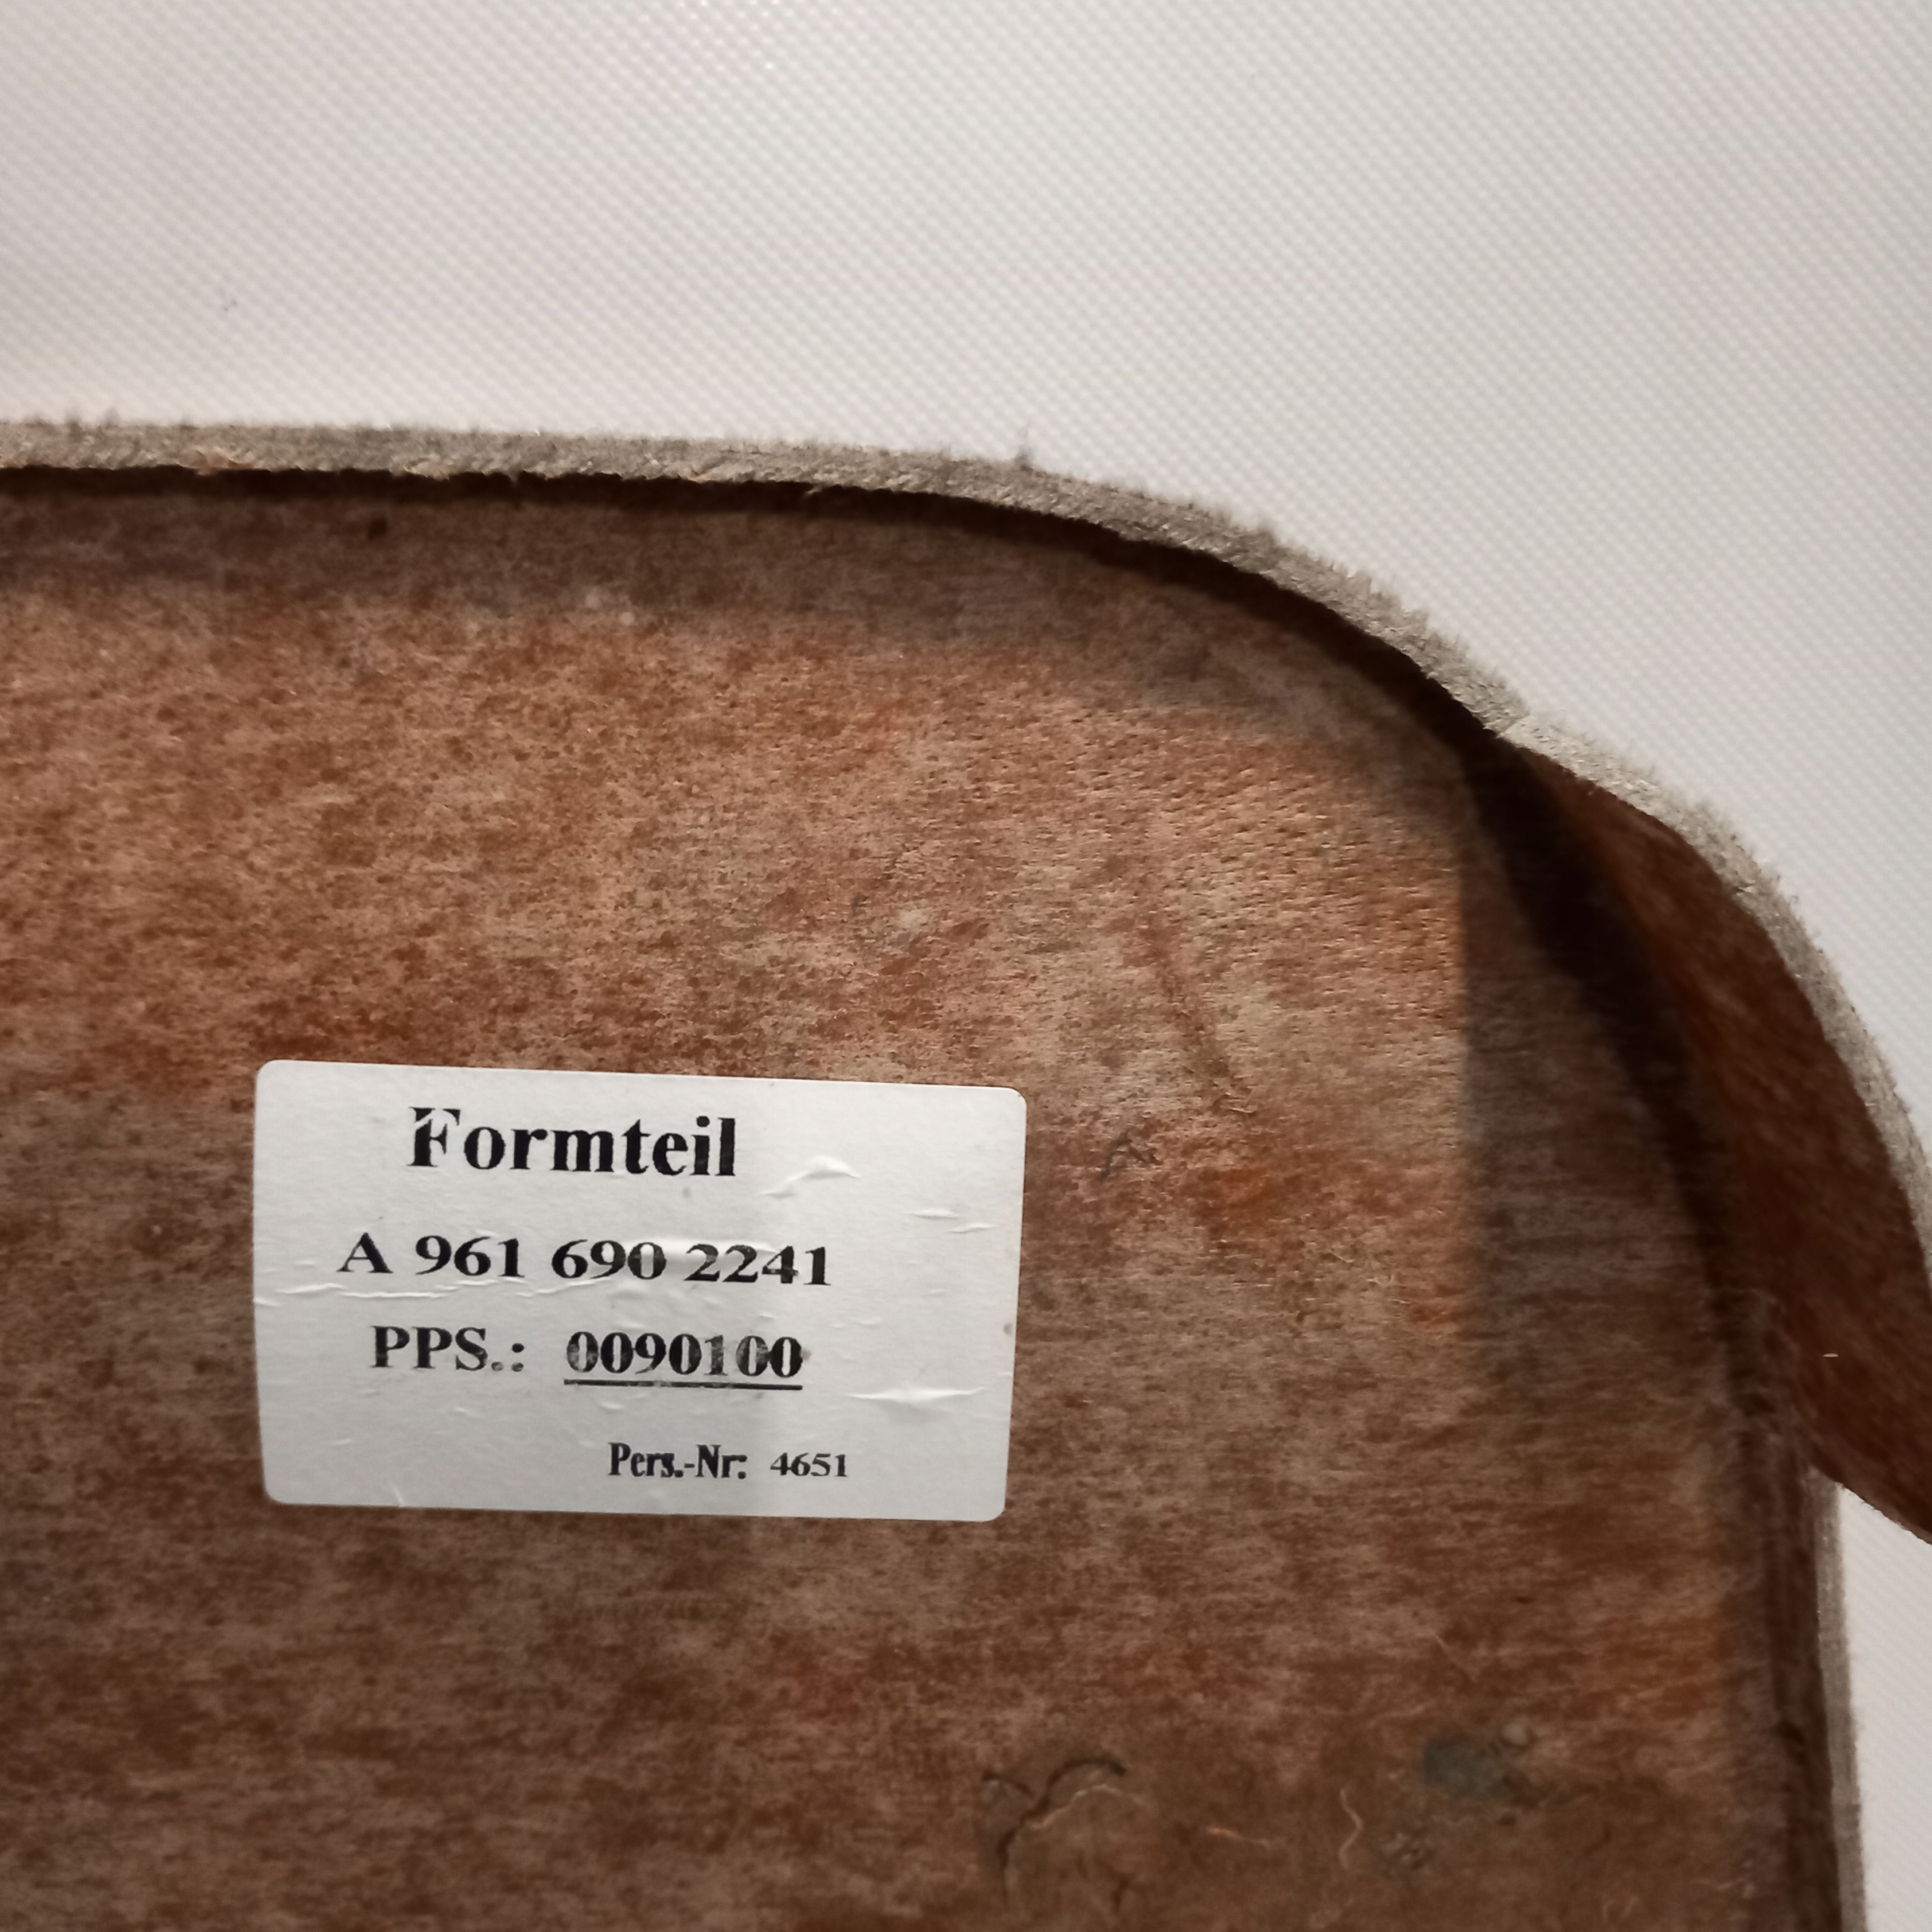 Formteil
A 961 690 2241
PPS.: 0090100
Pers.-Nr: 4651